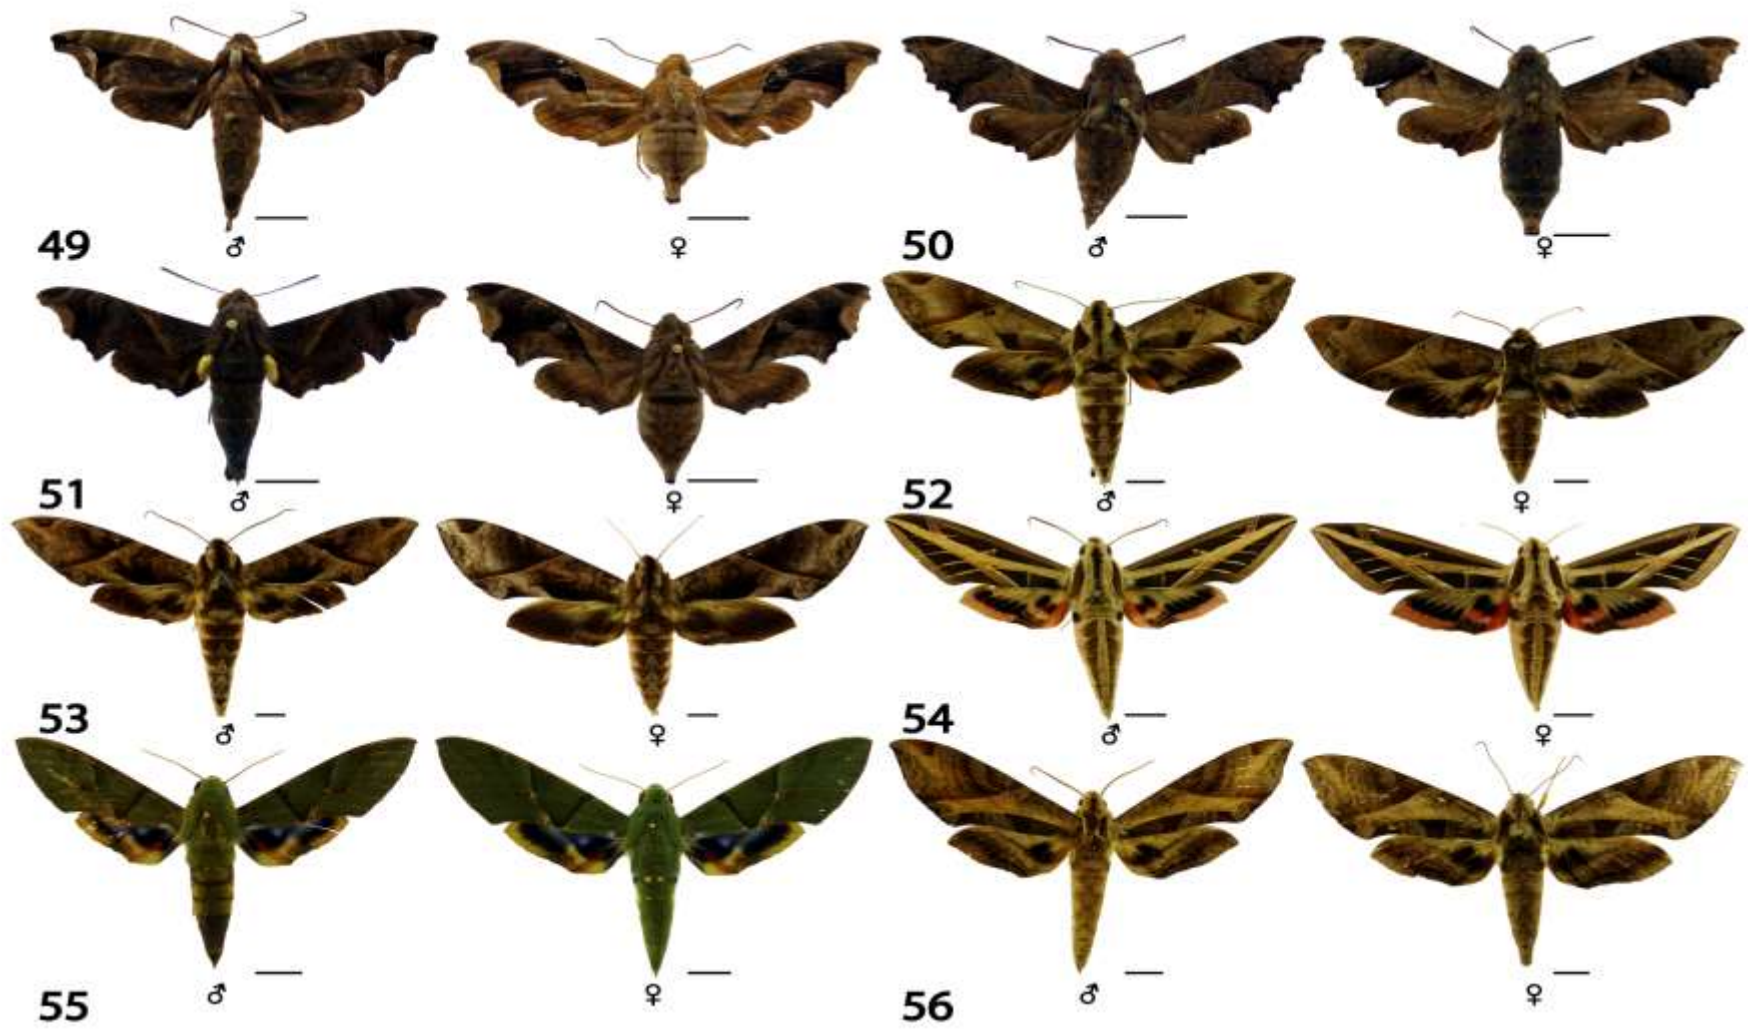 49 ♂ ♀ 50 ♂ ♀
51 ♂ ♀ 52 ♂ ♀
53 ♂ ♀ 54 ♂ ♀
55 ♂ ♀ 56 ♂ ♀